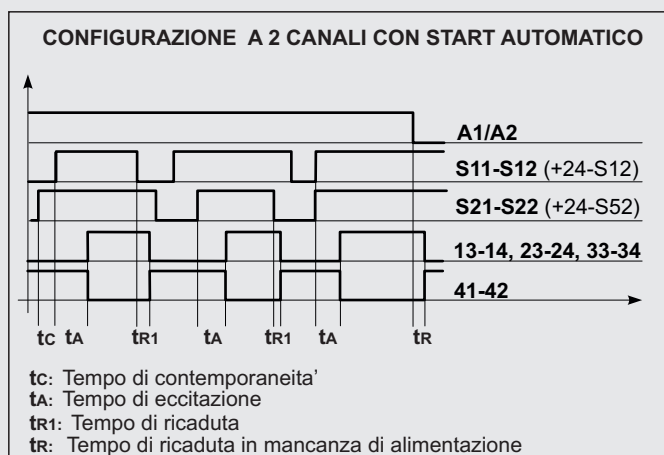 CONFIGURAZIONE A 2 CANALI CON START AUTOMATICO
A1/A2
S11-S12 (+24-S12)
S21-S22 (+24-S52)
13-14, 23-24, 33-34
41-42
tC tA tR1 tA tR1 tA tR
tC: Tempo di contemporaneita'
tA: Tempo di eccitazione
tR1: Tempo di ricaduta
tR: Tempo di ricaduta in mancanza di alimentazione